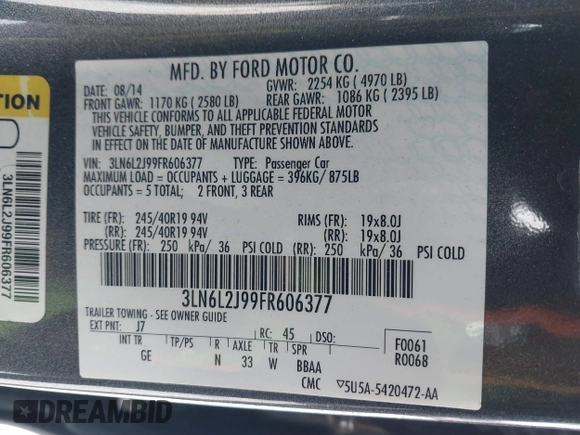 MFD. BY FORD MOTOR CO.
DATE: 08/14 GVWR: 2254 KG ( 4970 LB)
FRONT GAWR: 1170 KG ( 2580 LB) REAR GAWR: 1086 KG ( 2395 LB)
THIS VEHICLE CONFORMS TO ALL APPLICABLE FEDERAL MOTOR
VEHICLE SAFETY, BUMPER, AND THEFT PREVENTION STANDARDS
IN EFFECT ON THE DATE OF MANUFACTURE SHOWN ABOVE.
VIN: 3LN6L2J99FR606377 TYPE: Passenger Car
MAXIMUM LOAD = OCCUPANTS + LUGGAGE = 396KG/ 875LB
OCCUPANTS = 5 TOTAL; 2 FRONT, 3 REAR
TIRE (FR): 245/40R19 94V RIMS (FR): 19x8.0J
(RR): 245/40R19 94V (RR): 19x8.0J
PRESSURE (FR): 250 kPa/ 36 PSI COLD (RR): 250 kPa/ 36 PSI COLD
3LN6L2J99FR606377
TRAILER TOWING - SEE OWNER GUIDE
EXT PNT: J7 RC: 45 DSO: F0061
INT TR TP/PS R AXLE TR SPR R0068
GE N 33 W BBAA
CMC ▽5U5A-5420472-AA
TION
3LN6L2J99FR606377
DREAMBID